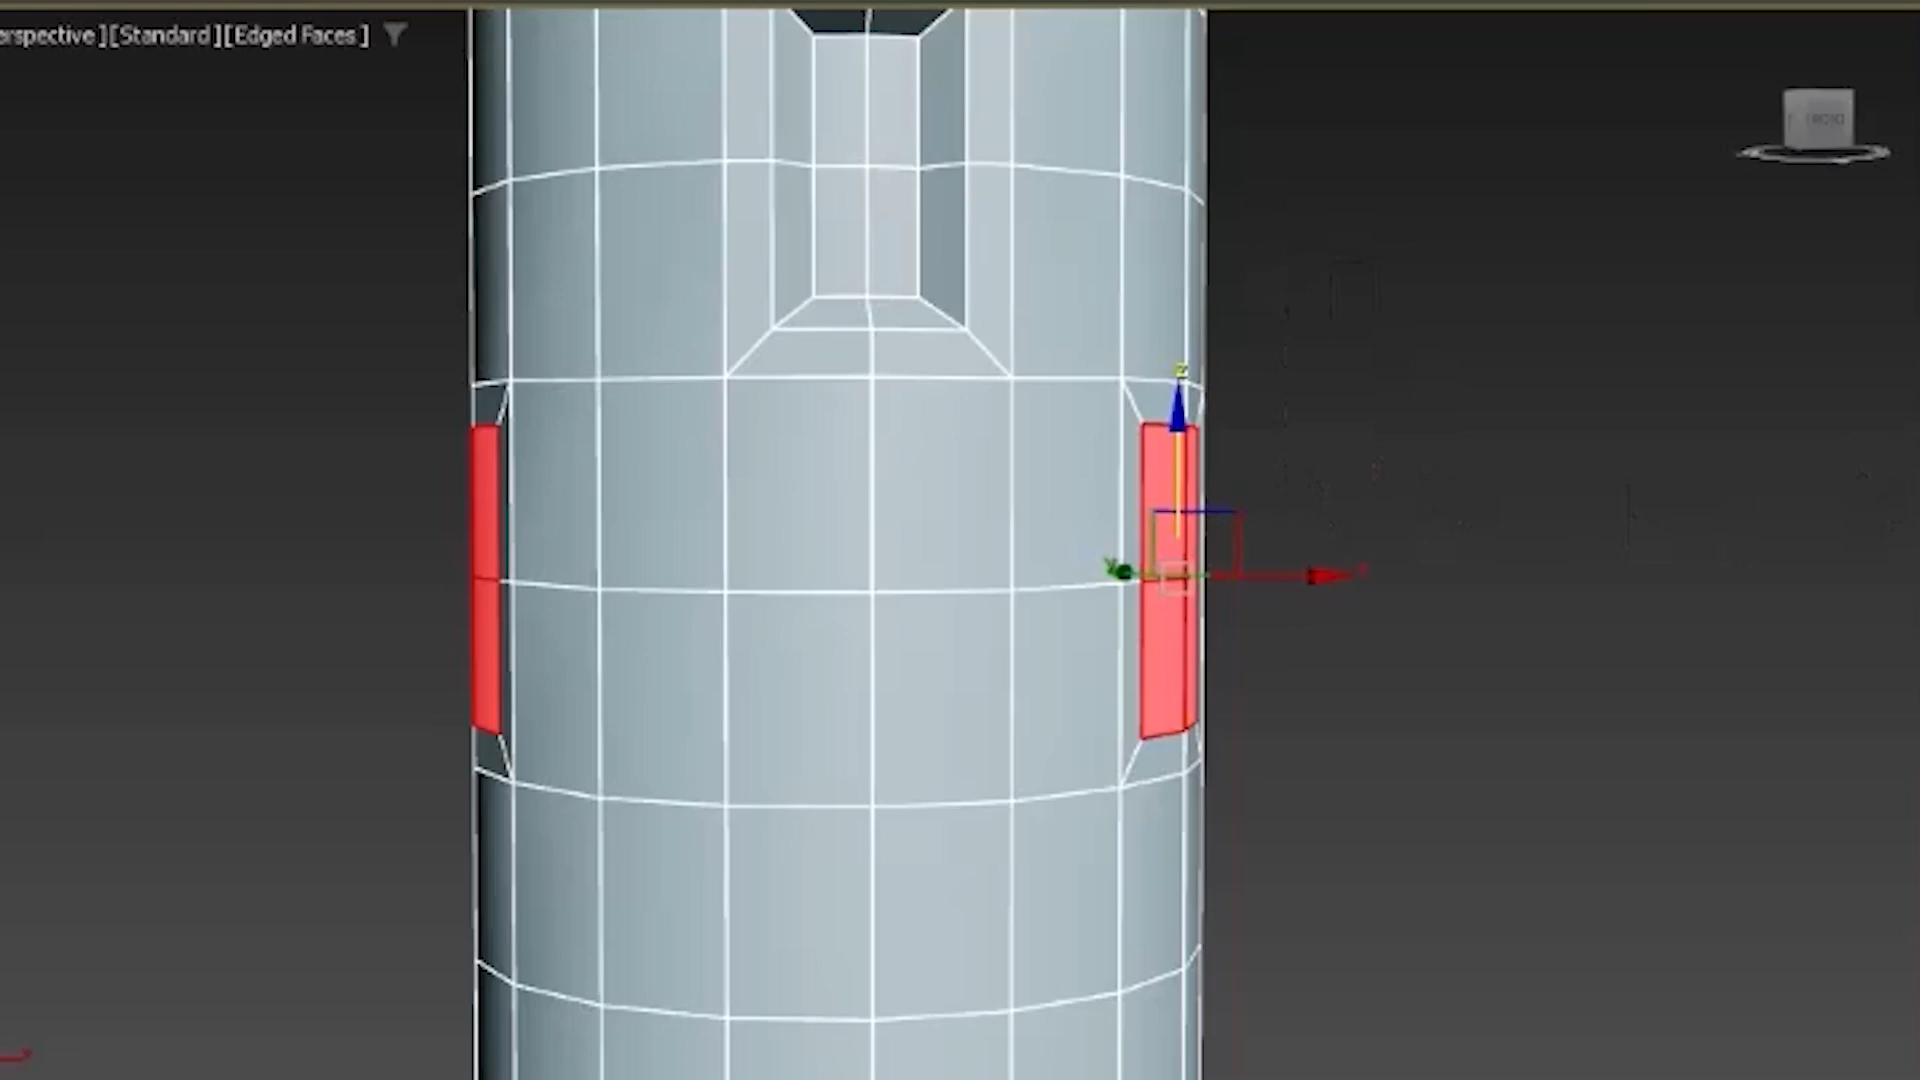 erspective ] [Standard ] [Edged Faces ]
z